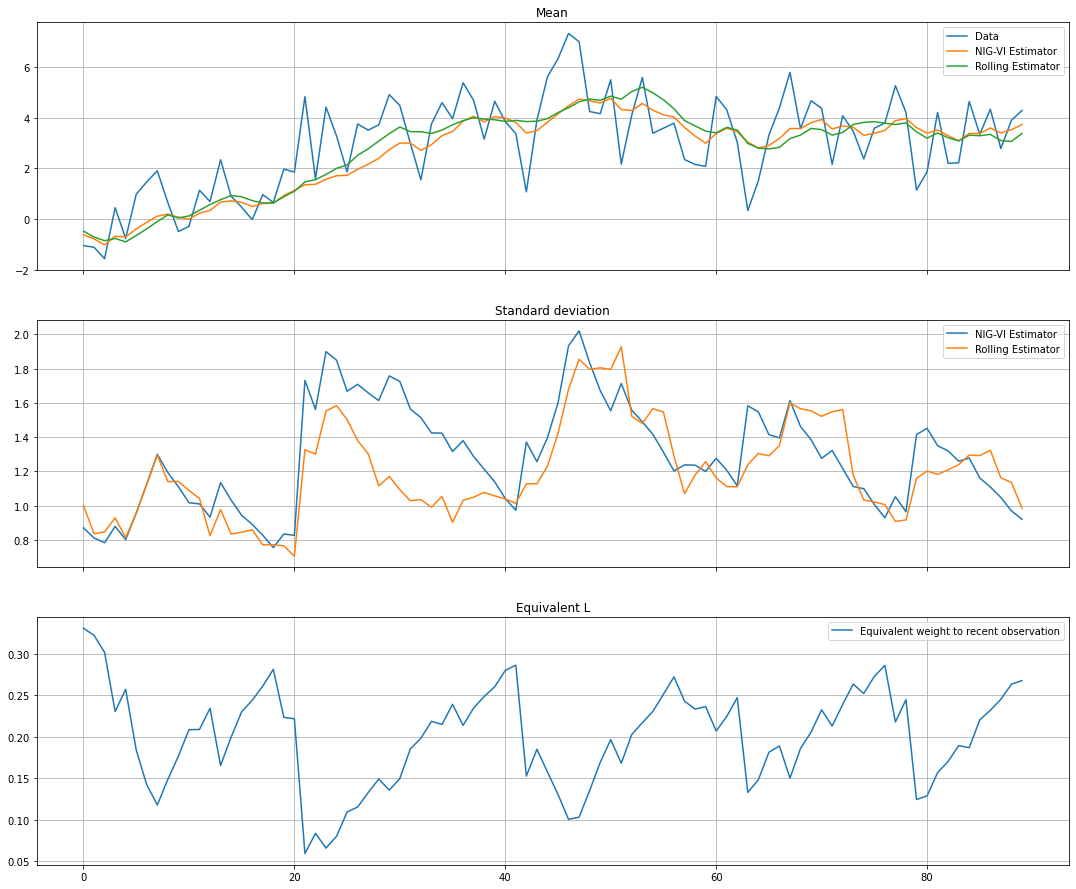 Mean
Data
NIG-VI Estimator
Rolling Estimator
6
4
2
0
−2
Standard deviation
NIG-VI Estimator
Rolling Estimator
2.0
1.8
1.6
1.4
1.2
1.0
0.8
Equivalent L
Equivalent weight to recent observation
0.30
0.25
0.20
0.15
0.10
0.05
0 20 40 60 80